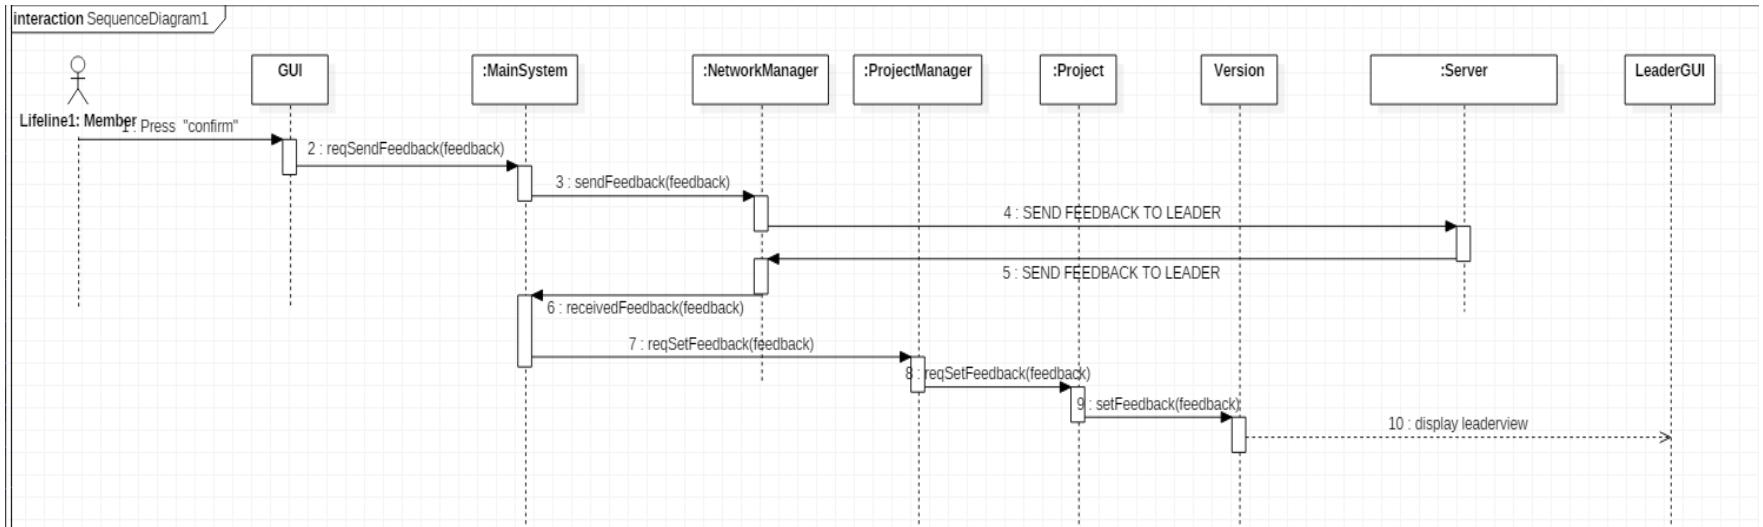 interaction SequenceDiagram1
GUI
:MainSystem
:NetworkManager
:ProjectManager
:Project
Version
:Server
LeaderGUI
Lifeline1: Member
1 : Press "confirm"
2 : reqSendFeedback(feedback)
3 : sendFeedback(feedback)
4 : SEND FEEDBACK TO LEADER
5 : SEND FEEDBACK TO LEADER
6 : receivedFeedback(feedback)
7 : reqSetFeedback(feedback)
8 : reqSetFeedback(feedback)
9 : setFeedback(feedback)
10 : display leaderview